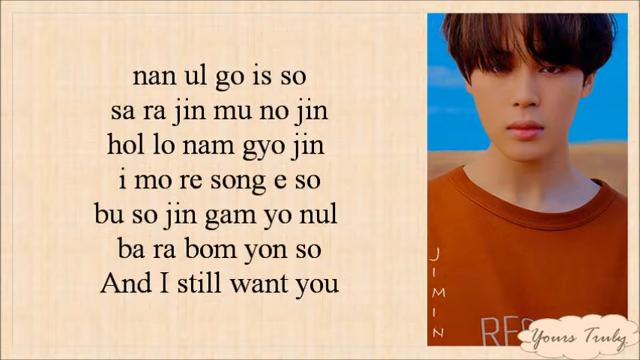 nan ul go is so
sa ra jin mu no jin
hol lo nam gyo jin
i mo re song e so
bu so jin gam yo nul
ba ra bom yon so
And I still want you
JIMIN
Yours Truly